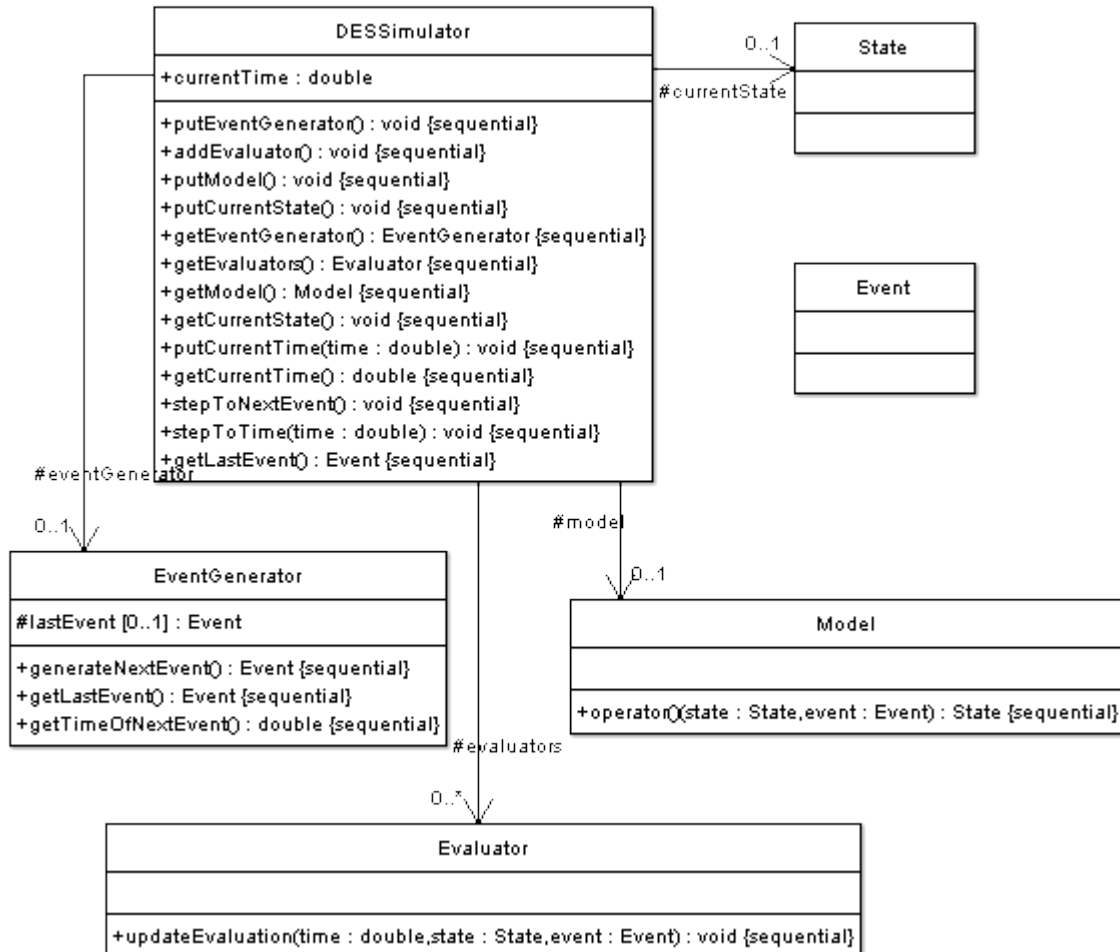 DESSimulator
+currentTime : double
+putEventGenerator() : void {sequential}
+addEvaluator() : void {sequential}
+putModel() : void {sequential}
+putCurrentState() : void {sequential}
+getEventGenerator() : EventGenerator {sequential}
+getEvaluators() : Evaluator {sequential}
+getModel() : Model {sequential}
+getCurrentState() : void {sequential}
+putCurrentTime(time : double) : void {sequential}
+getCurrentTime() : double {sequential}
+stepToNextEvent() : void {sequential}
+stepToTime(time : double) : void {sequential}
+getLastEvent() : Event {sequential}
0..1
#currentState
State
Event
#eventGenerator
0..1
EventGenerator
#lastEvent [0..1] : Event
+generateNextEvent() : Event {sequential}
+getLastEvent() : Event {sequential}
+getTimeOfNextEvent() : double {sequential}
#model
0..1
Model
+operator()(state : State,event : Event) : State {sequential}
#evaluators
0..*
Evaluator
+updateEvaluation(time : double,state : State,event : Event) : void {sequential}